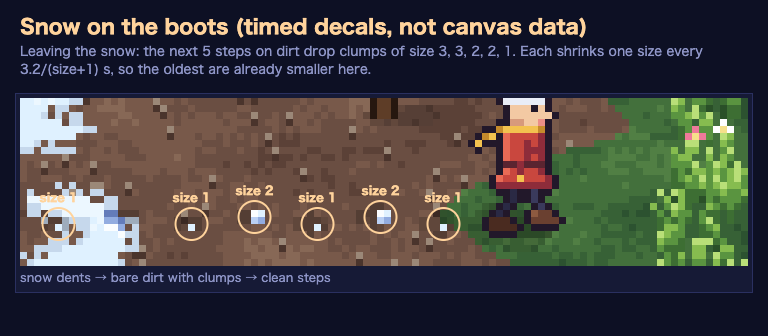 Snow on the boots (timed decals, not canvas data)
Leaving the snow: the next 5 steps on dirt drop clumps of size 3, 3, 2, 2, 1. Each shrinks one size every
3.2/(size+1) s, so the oldest are already smaller here.
size 1
size 1
size 2
size 1
size 2
size 1
snow dents → bare dirt with clumps → clean steps